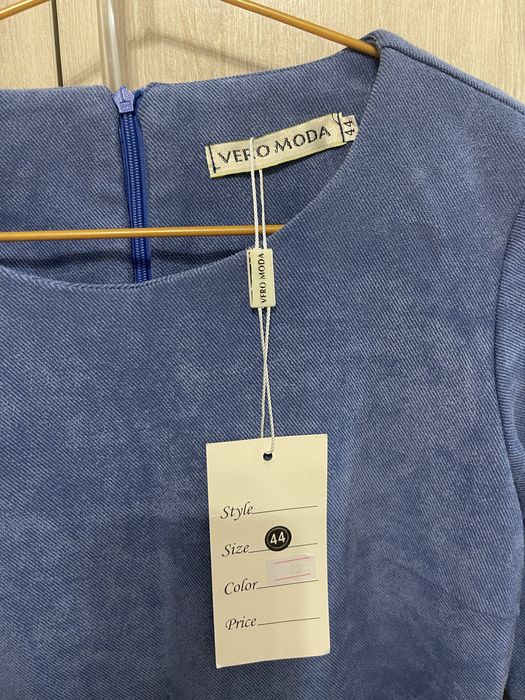 VERO MODA
44
VERO MODA
Style
Size 44
Color 03
Price